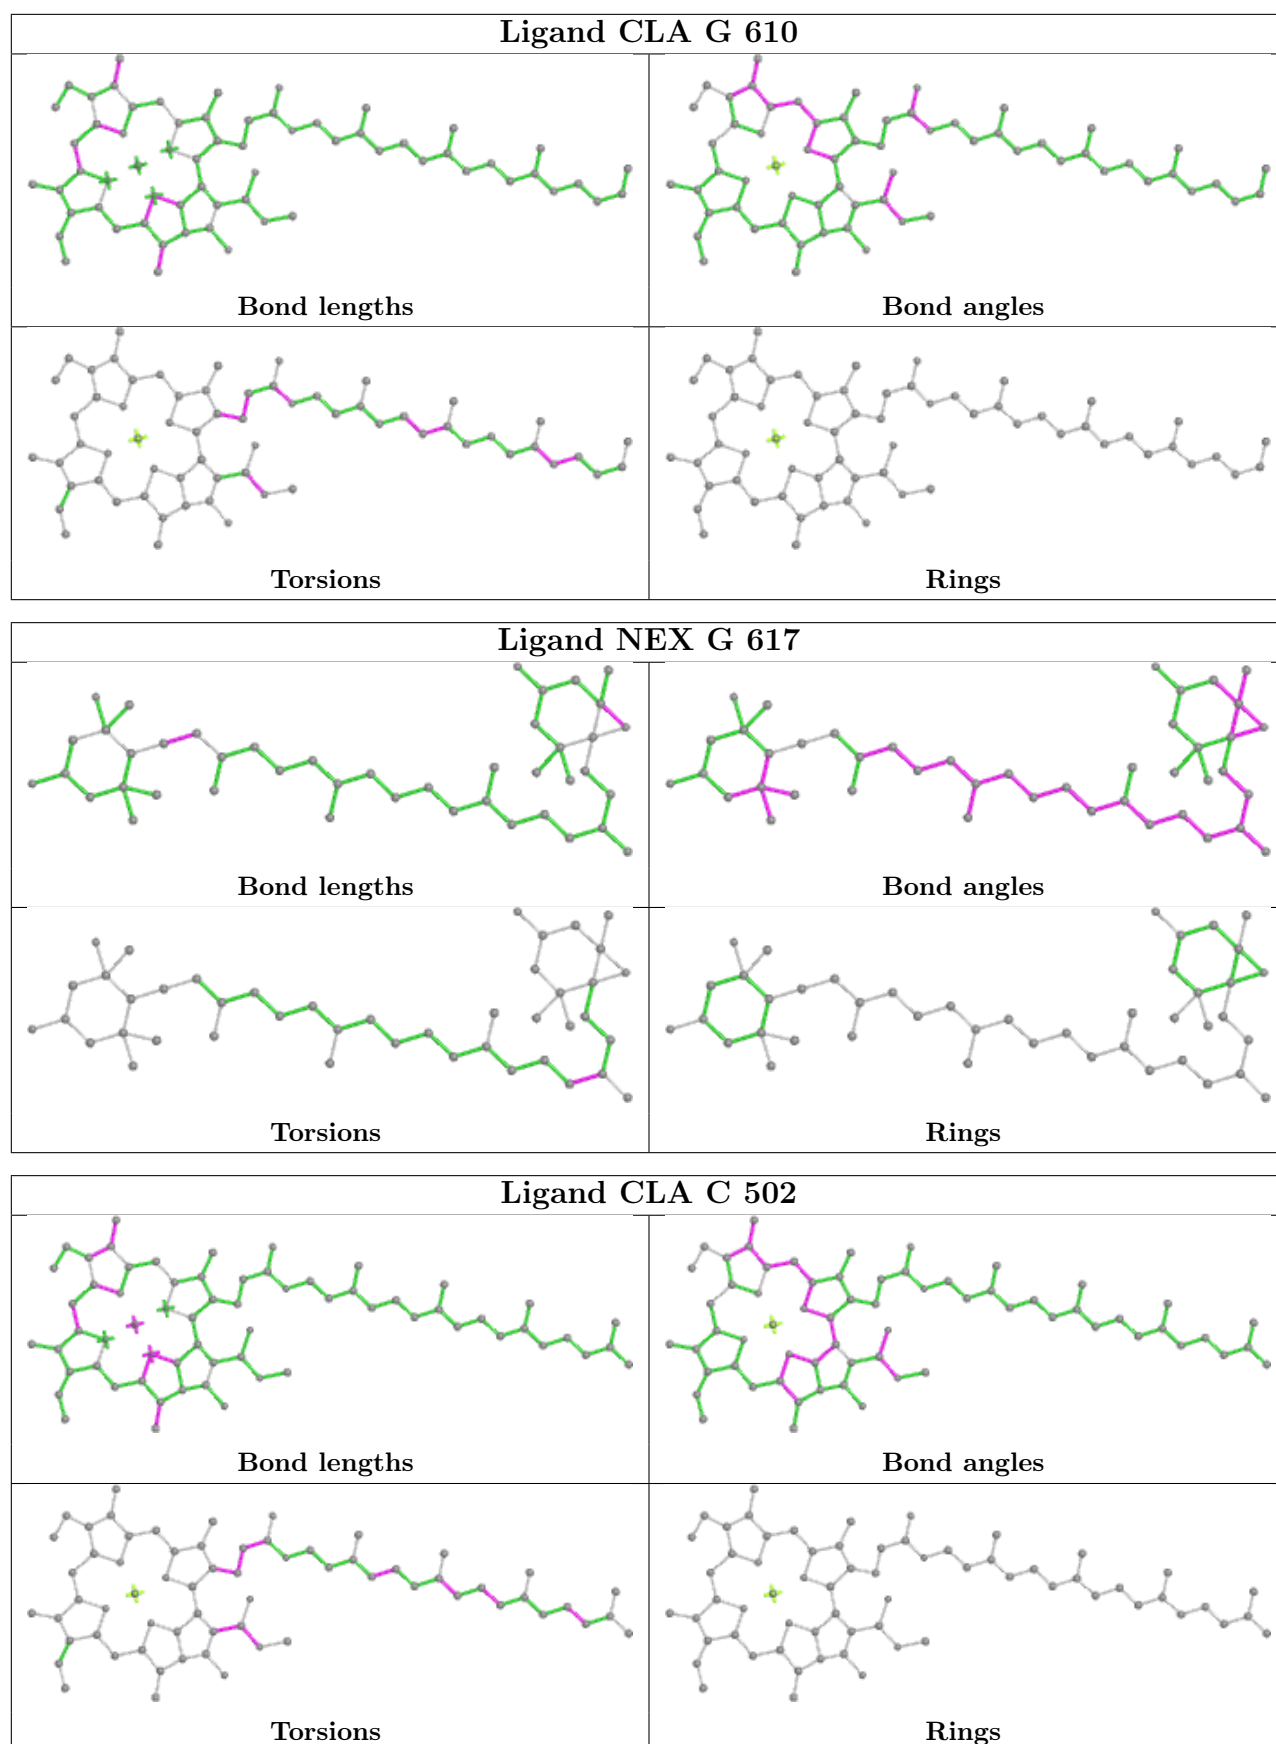 Ligand CLA G 610
Bond lengths
Bond angles
Torsions
Rings
Ligand NEX G 617
Bond lengths
Bond angles
Torsions
Rings
Ligand CLA C 502
Bond lengths
Bond angles
Torsions
Rings